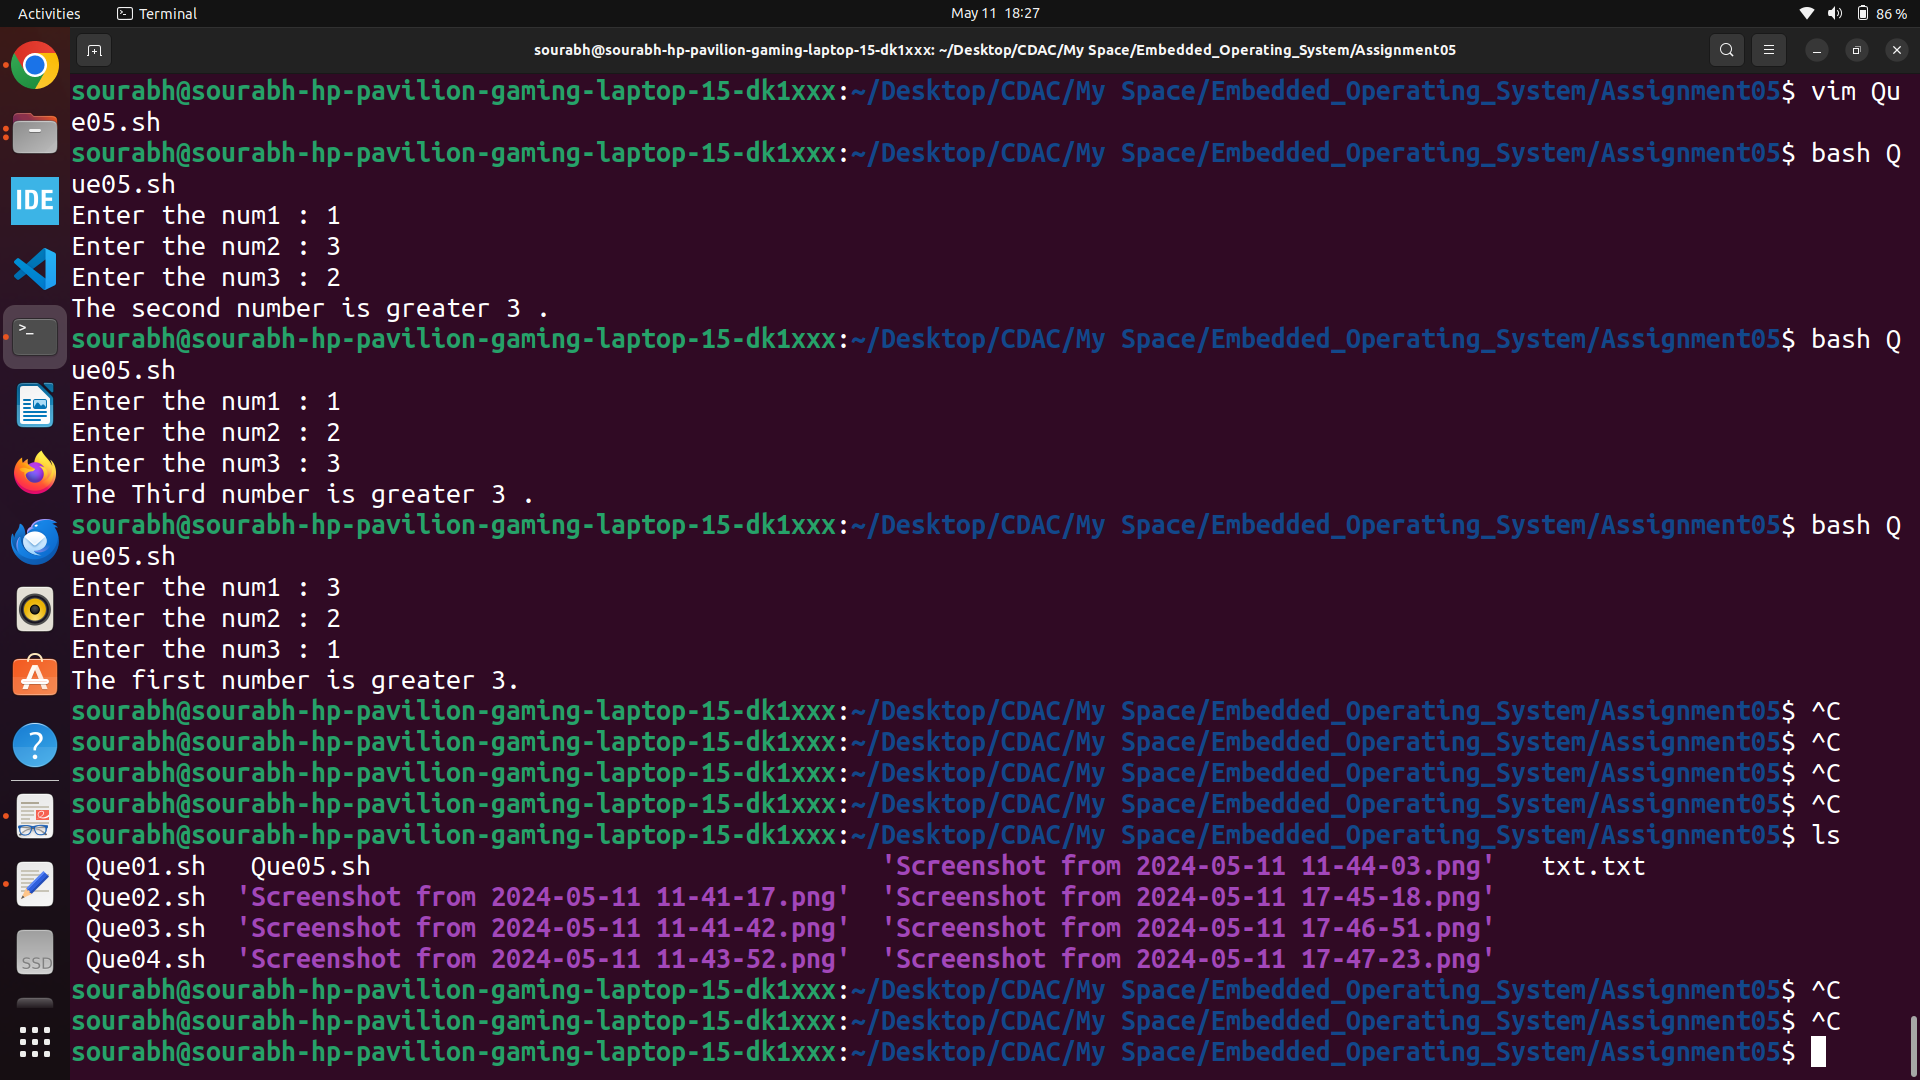 Activities Terminal May 11 18:27 86 %
sourabh@sourabh-hp-pavilion-gaming-laptop-15-dk1xxx: ~/Desktop/CDAC/My Space/Embedded_Operating_System/Assignment05
sourabh@sourabh-hp-pavilion-gaming-laptop-15-dk1xxx:~/Desktop/CDAC/My Space/Embedded_Operating_System/Assignment05$ vim Qu
e05.sh
sourabh@sourabh-hp-pavilion-gaming-laptop-15-dk1xxx:~/Desktop/CDAC/My Space/Embedded_Operating_System/Assignment05$ bash Q
ue05.sh
Enter the num1 : 1
Enter the num2 : 3
Enter the num3 : 2
The second number is greater 3 .
sourabh@sourabh-hp-pavilion-gaming-laptop-15-dk1xxx:~/Desktop/CDAC/My Space/Embedded_Operating_System/Assignment05$ bash Q
ue05.sh
Enter the num1 : 1
Enter the num2 : 2
Enter the num3 : 3
The Third number is greater 3 .
sourabh@sourabh-hp-pavilion-gaming-laptop-15-dk1xxx:~/Desktop/CDAC/My Space/Embedded_Operating_System/Assignment05$ bash Q
ue05.sh
Enter the num1 : 3
Enter the num2 : 2
Enter the num3 : 1
The first number is greater 3.
sourabh@sourabh-hp-pavilion-gaming-laptop-15-dk1xxx:~/Desktop/CDAC/My Space/Embedded_Operating_System/Assignment05$ ^C
sourabh@sourabh-hp-pavilion-gaming-laptop-15-dk1xxx:~/Desktop/CDAC/My Space/Embedded_Operating_System/Assignment05$ ^C
sourabh@sourabh-hp-pavilion-gaming-laptop-15-dk1xxx:~/Desktop/CDAC/My Space/Embedded_Operating_System/Assignment05$ ^C
sourabh@sourabh-hp-pavilion-gaming-laptop-15-dk1xxx:~/Desktop/CDAC/My Space/Embedded_Operating_System/Assignment05$ ^C
sourabh@sourabh-hp-pavilion-gaming-laptop-15-dk1xxx:~/Desktop/CDAC/My Space/Embedded_Operating_System/Assignment05$ ls
Que01.sh Que05.sh 'Screenshot from 2024-05-11 11-44-03.png' txt.txt
Que02.sh 'Screenshot from 2024-05-11 11-41-17.png' 'Screenshot from 2024-05-11 17-45-18.png'
Que03.sh 'Screenshot from 2024-05-11 11-41-42.png' 'Screenshot from 2024-05-11 17-46-51.png'
Que04.sh 'Screenshot from 2024-05-11 11-43-52.png' 'Screenshot from 2024-05-11 17-47-23.png'
sourabh@sourabh-hp-pavilion-gaming-laptop-15-dk1xxx:~/Desktop/CDAC/My Space/Embedded_Operating_System/Assignment05$ ^C
sourabh@sourabh-hp-pavilion-gaming-laptop-15-dk1xxx:~/Desktop/CDAC/My Space/Embedded_Operating_System/Assignment05$ ^C
sourabh@sourabh-hp-pavilion-gaming-laptop-15-dk1xxx:~/Desktop/CDAC/My Space/Embedded_Operating_System/Assignment05$
IDE
SSD